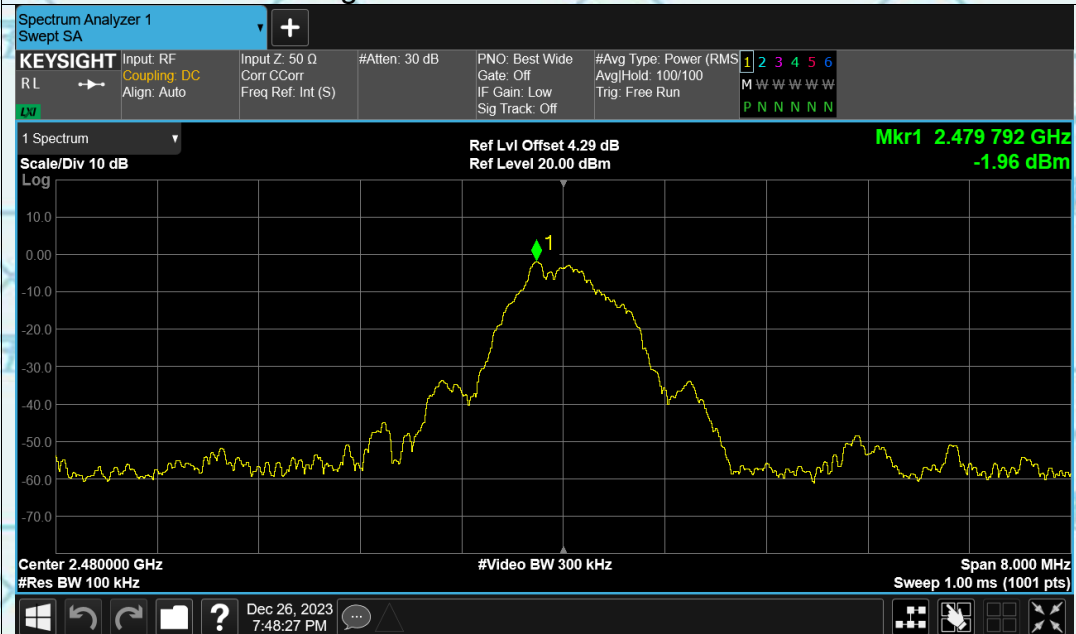 Spectrum Analyzer 1
Swept SA
+
KEYSIGHT
RL
LXI
Input: RF
Coupling: DC
Align: Auto
Input Z: 50 Ω
Corr CCorr
Freq Ref: Int (S)
#Atten: 30 dB
PNO: Best Wide
Gate: Off
IF Gain: Low
Sig Track: Off
#Avg Type: Power (RMS
Avg|Hold: 100/100
Trig: Free Run
1 2 3 4 5 6
M W W W W W
P N N N N N
1 Spectrum
Scale/Div 10 dB
Log
Ref Lvl Offset 4.29 dB
Ref Level 20.00 dBm
Mkr1 2.479 792 GHz
-1.96 dBm
1
10.0
0.00
-10.0
-20.0
-30.0
-40.0
-50.0
-60.0
-70.0
Center 2.480000 GHz
#Res BW 100 kHz
#Video BW 300 kHz
Span 8.000 MHz
Sweep 1.00 ms (1001 pts)
?
Dec 26, 2023
7:48:27 PM